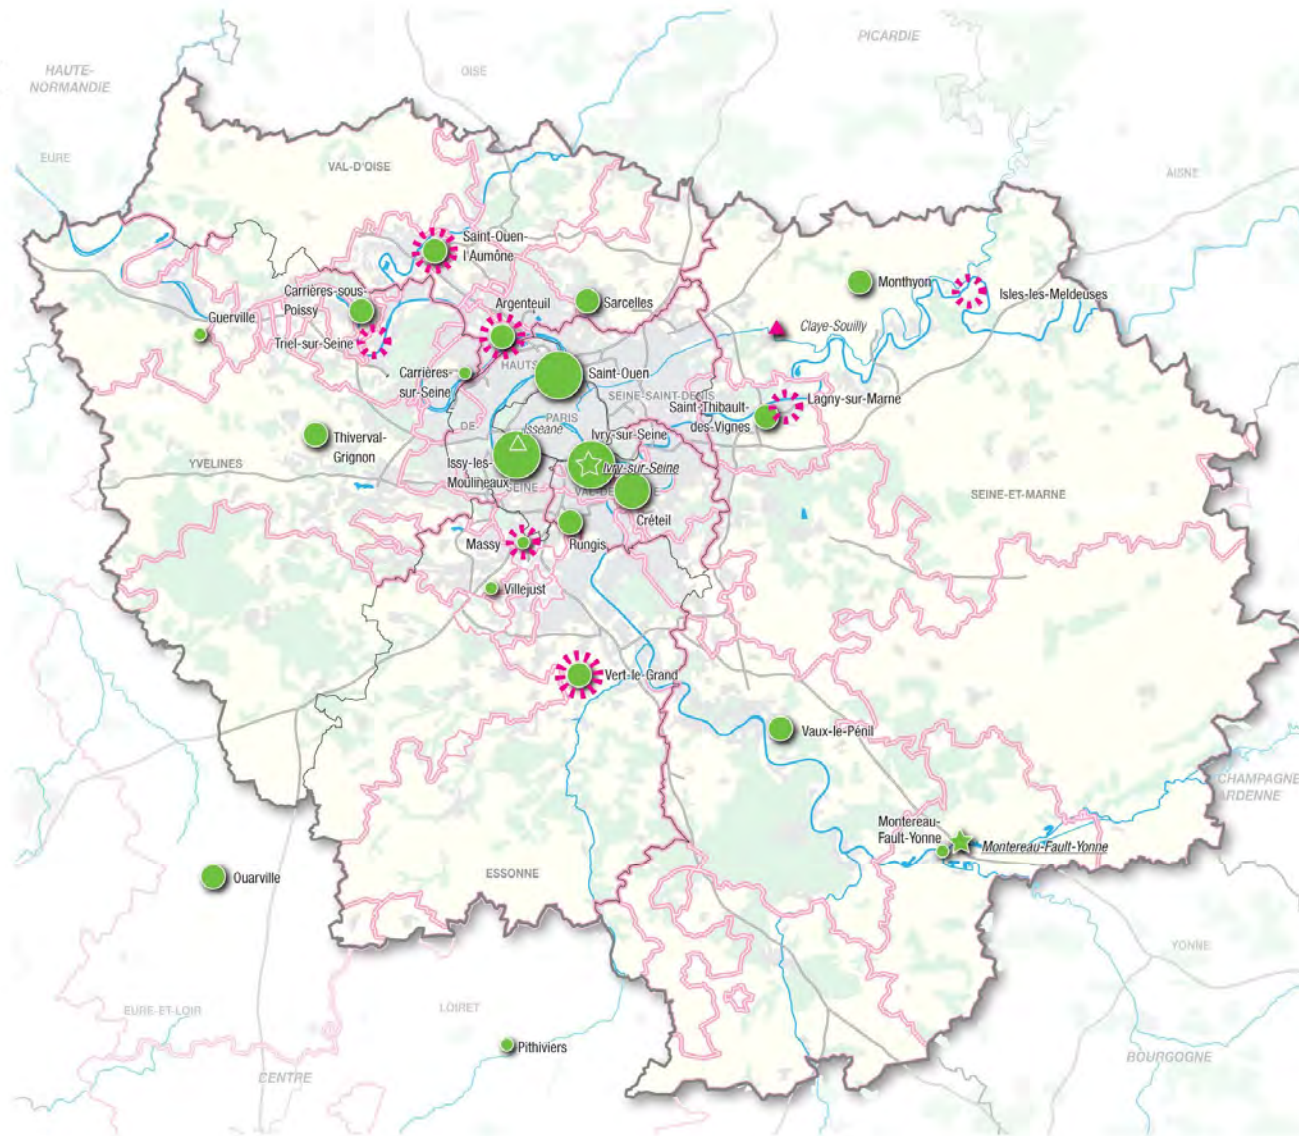 PICARDIE
HAUTE-
NORMANDIE
OISE
EURE
VAL-D'OISE
AISNE
Saint-Ouen-
l'Aumône
Carrières-sous-
Poissy
Argenteuil
Sarcelles
Monthyon
Isles-les-Meldeuses
Guerville
Triel-sur-Seine
Claye-Souilly
Carrières-
sur-Seine
HAUTS
Saint-Ouen
SEINE-SAINT-DENIS
Lagny-sur-Marne
Saint-Thibault-
des-Vignes
PARIS
DE
Isséane
Ivry-sur-Seine
Thiverval-
Grignon
YVELINES
Issy-les-
Moulineaux
Ivry-sur-Seine
SEINE
SEINE-ET-MARNE
Créteil
Massy
Rungis
Villejust
Vert-le-Grand
Vaux-le-Pénil
CHAMPAGNE
ARDENNE
Montereau-
Fault-Yonne
Montereau-Fault-Yonne
Ouarville
ESSONNE
YONNE
EURE-ET-LOIR
LOIRET
Pithiviers
CENTRE
BOURGOGNE